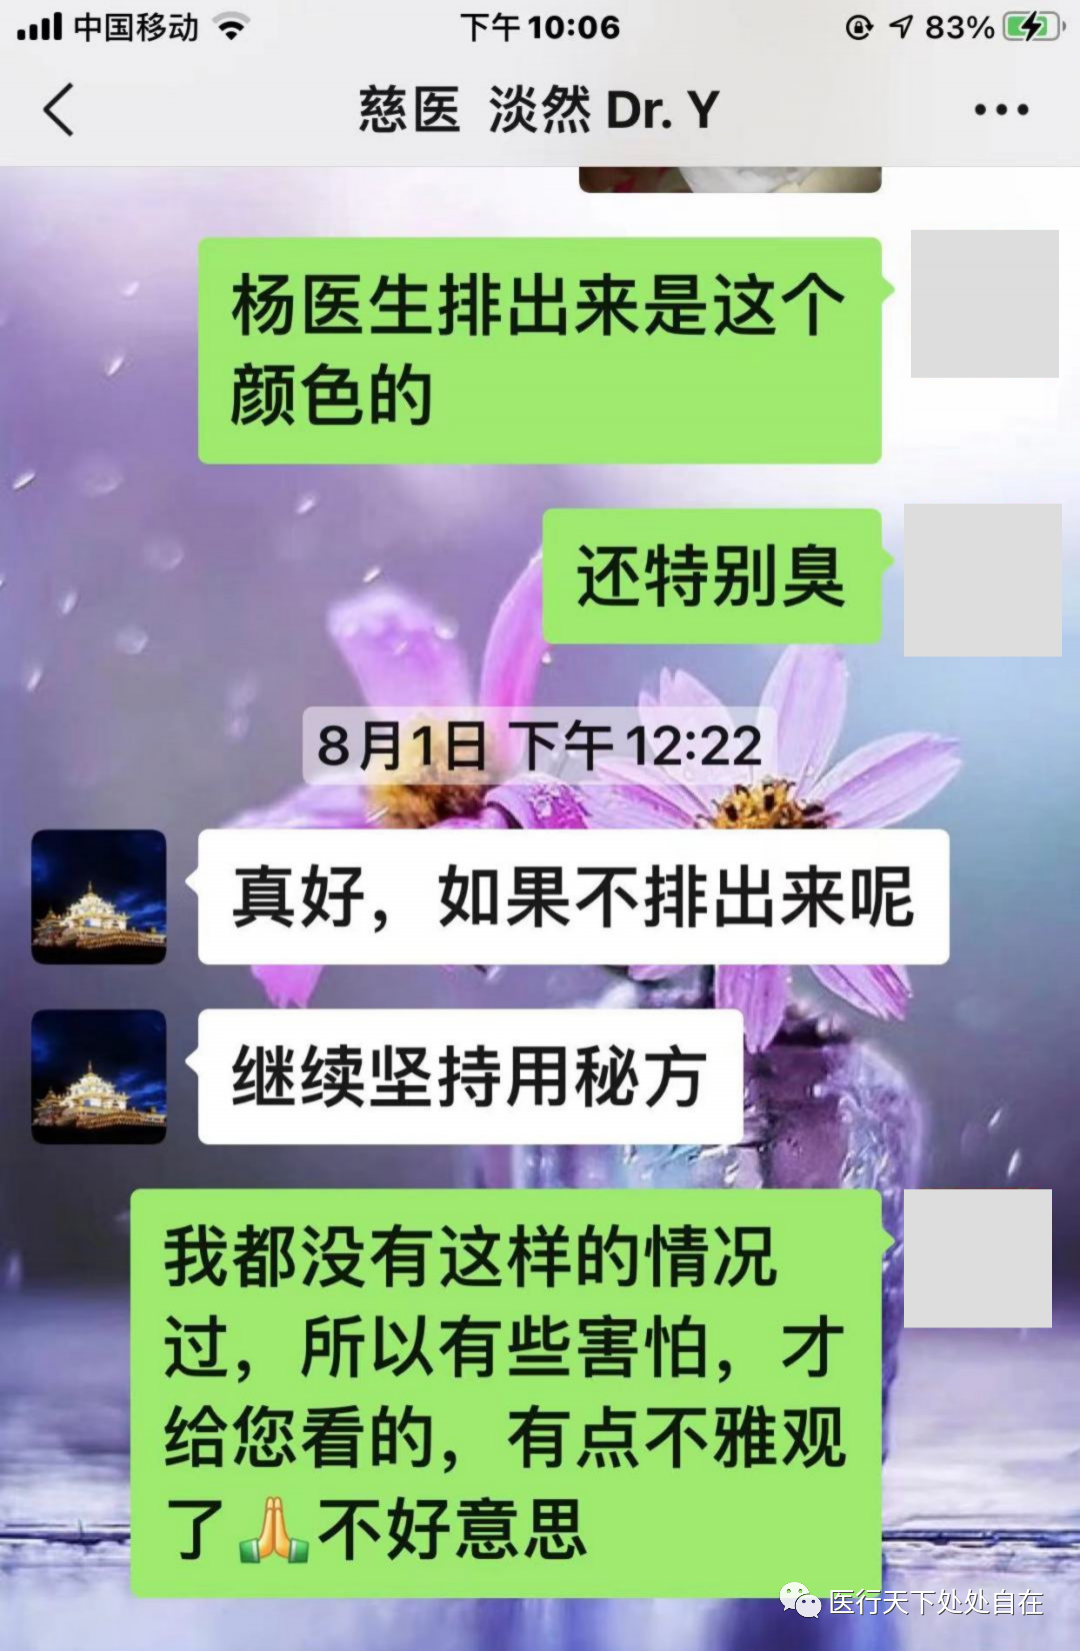 中国移动 下午10:06 83%
慈医 淡然 Dr. Y
杨医生排出来是这个
颜色的
还特别臭
8月1日 下午12:22
真好，如果不排出来呢
继续坚持用秘方
我都没有这样的情况
过，所以有些害怕，才
给您看的，有点不雅观
了🙏不好意思
医行天下处处自在